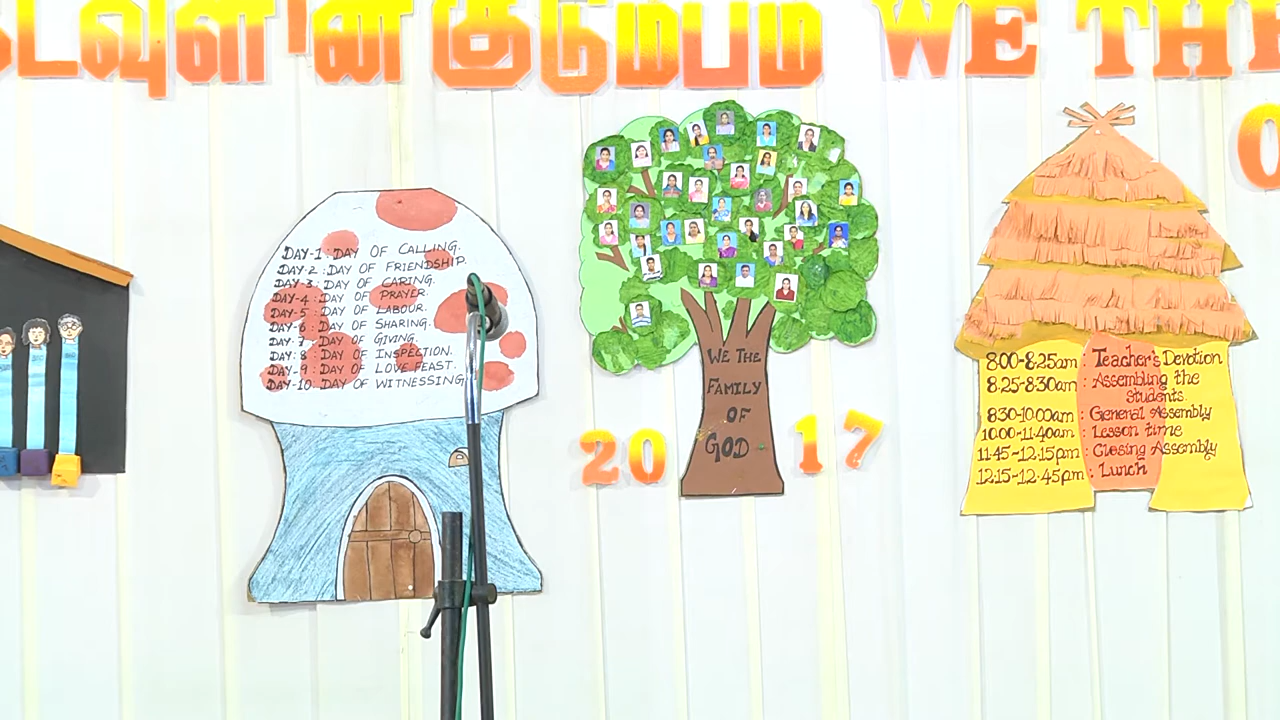 கடவுளின் குடும்பம் WE THE
DAY-1 : DAY OF CALLING.
DAY-2 : DAY OF FRIENDSHIP.
DAY-3 : DAY OF CARING.
DAY-4 : DAY OF PRAYER.
DAY-5 : DAY OF LABOUR.
DAY-6 : DAY OF SHARING.
DAY-7 : DAY OF GIVING.
DAY-8 : DAY OF INSPECTION.
DAY-9 : DAY OF LOVE FEAST.
DAY-10 : DAY OF WITNESSING
WE THE
FAMILY
OF
GOD
2017
8:00-8:25am : Teacher's Devotion
8:25-8:30am : Assembling the
students.
8:30-10:00am : General Assembly
10:00-11:40am : Lesson time
11:45-12:15pm : Closing Assembly
12:15-12:45pm : Lunch